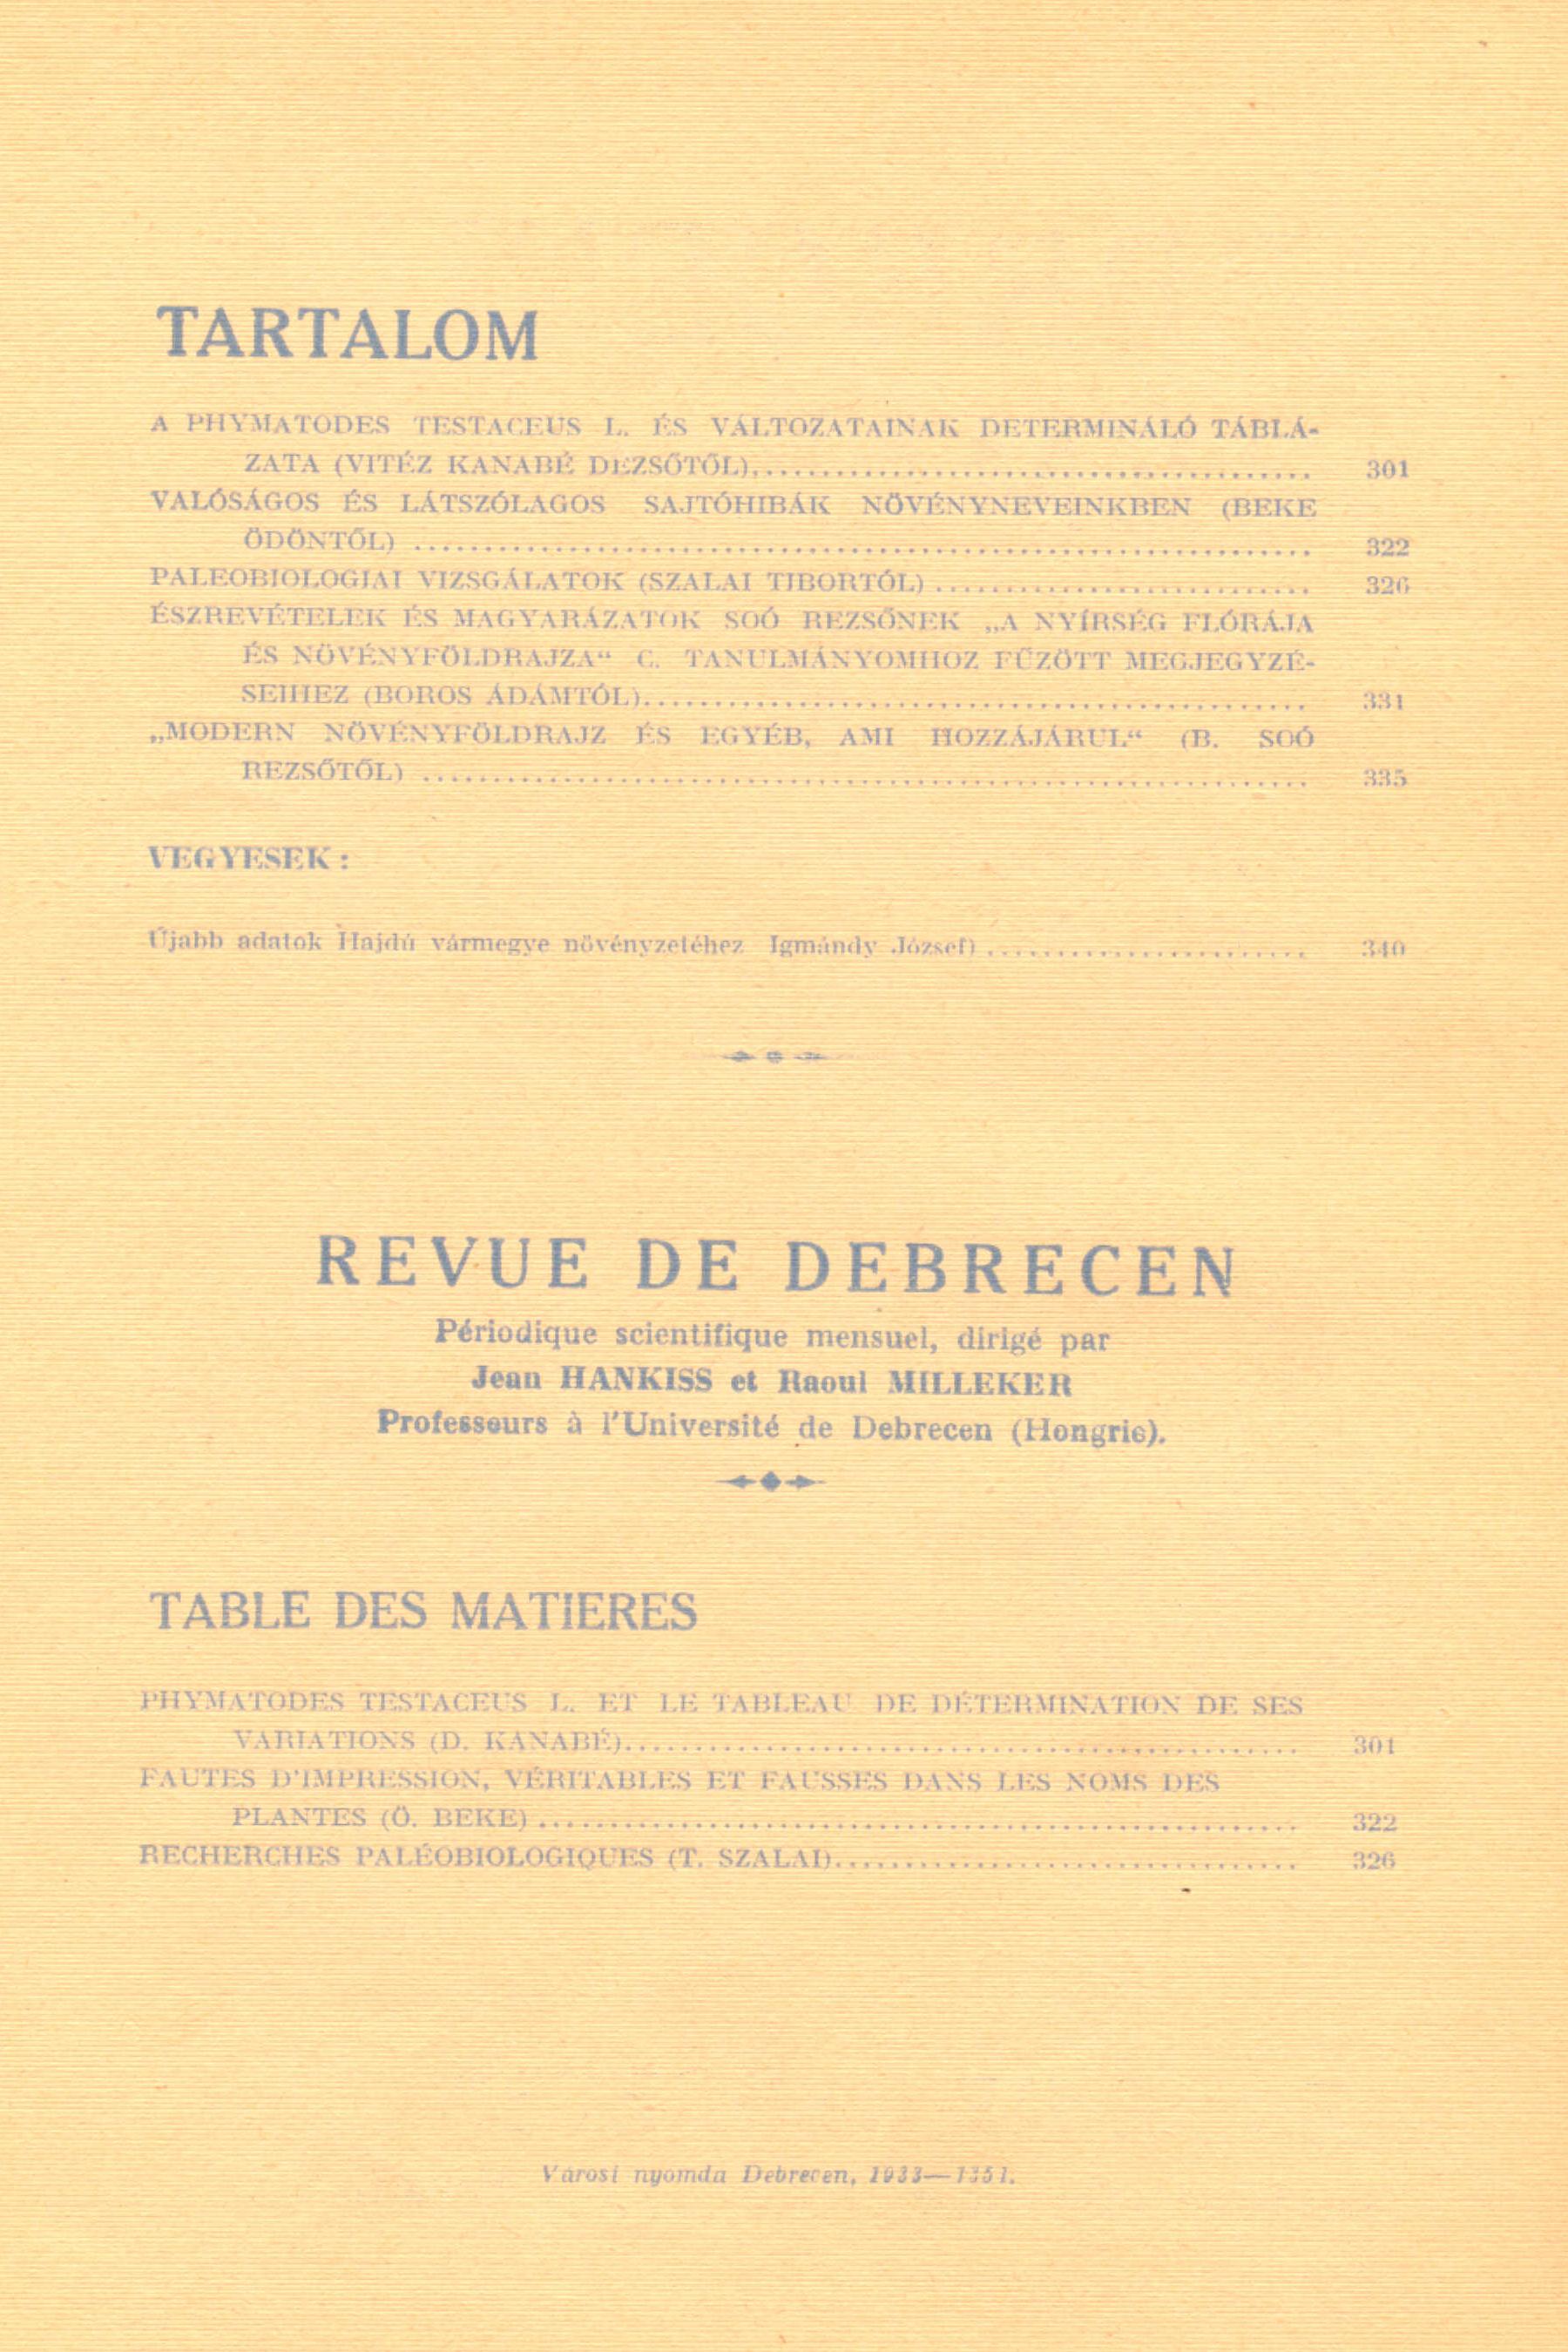 TARTALOM
A PHYMATODES TESTACEUS L. ÉS VÁLTOZATAINAK DETERMINÁLÓ TÁBLÁ-
ZATA (VITÉZ KANABÉ DEZSŐTŐL)........................................ 301
VALÓSÁGOS ÉS LÁTSZÓLAGOS SAJTÓHIBÁK NÖVÉNYNEVEINKBEN (BEKE
ÖDÖNTŐL) ................................................................ 322
PALEOBIOLOGIAI VIZSGÁLATOK (SZALAI TIBORTÓL) ........................... 326
ÉSZREVÉTELEK ÉS MAGYARÁZATOK SOÓ REZSŐNEK „A NYÍRSÉG FLÓRÁJA
ÉS NÖVÉNYFÖLDRAJZA“ C. TANULMÁNYOMHOZ FŰZÖTT MEGJEGYZÉ-
SEIHEZ (BOROS ÁDÁMTÓL)............................................... 331
„MODERN NÖVÉNYFÖLDRAJZ ÉS EGYÉB, AMI HOZZÁJÁRUL“ (B. SOÓ
REZSŐTŐL) ............................................................... 335
VEGYESEK :
Újabb adatok Hajdú vármegye növényzetéhez Igmándy József) ....................... 340
REVUE DE DEBRECEN
Périodique scientifique mensuel, dirigé par
Jean HANKISS et Raoul MILLEKER
Professeurs à l'Université de Debrecen (Hongrie).
TABLE DES MATIERES
PHYMATODES TESTACEUS L. ET LE TABLEAU DE DÉTERMINATION DE SES
VARIATIONS (D. KANABÉ)................................................ 301
FAUTES D'IMPRESSION, VÉRITABLES ET FAUSSES DANS LES NOMS DES
PLANTES (Ö. BEKE) ...................................................... 322
RECHERCHES PALÉOBIOLOGIQUES (T. SZALAI)................................. 326
Városi nyomda Debrecen, 1933—1351.